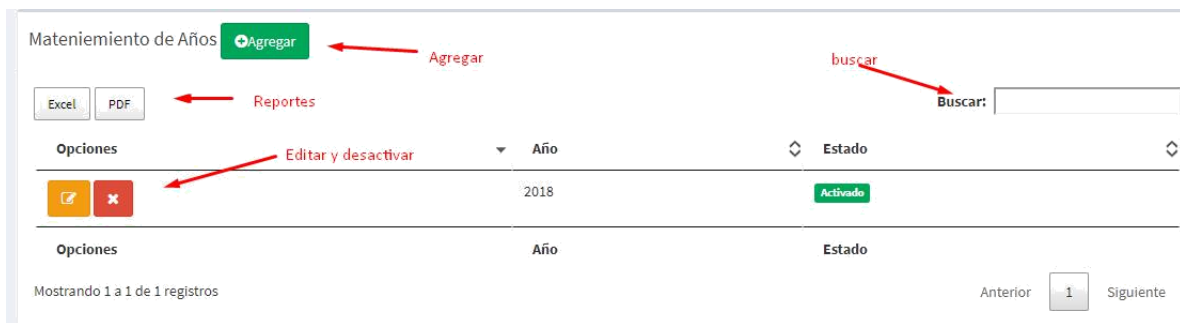 Mateniemiento de Años Agregar
Agregar
buscar
Excel PDF Reportes Buscar:
Opciones Año Estado
Editar y desactivar
2018 Activado
Opciones Año Estado
Mostrando 1 a 1 de 1 registros Anterior 1 Siguiente